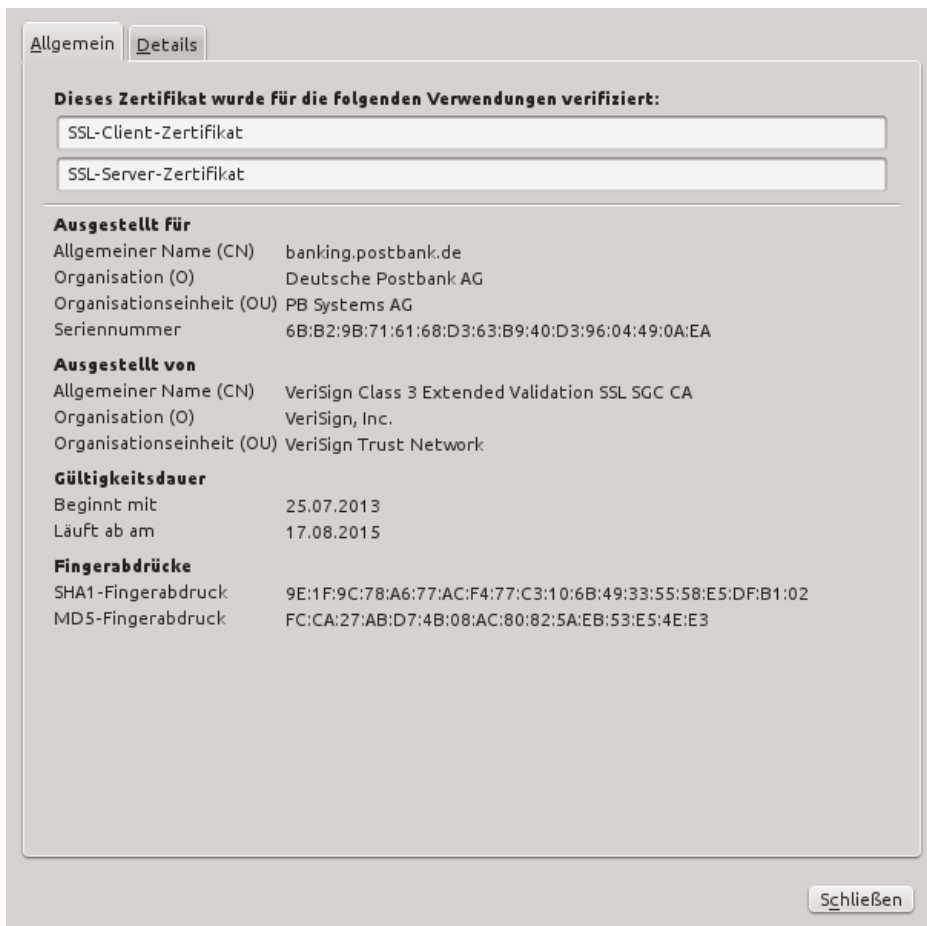 Allgemein Details
Dieses Zertifikat wurde für die folgenden Verwendungen verifiziert:
SSL-Client-Zertifikat
SSL-Server-Zertifikat
Ausgestellt für
Allgemeiner Name (CN) banking.postbank.de
Organisation (O) Deutsche Postbank AG
Organisationseinheit (OU) PB Systems AG
Seriennummer 6B:B2:9B:71:61:68:D3:63:B9:40:D3:96:04:49:0A:EA
Ausgestellt von
Allgemeiner Name (CN) VeriSign Class 3 Extended Validation SSL SGC CA
Organisation (O) VeriSign, Inc.
Organisationseinheit (OU) VeriSign Trust Network
Gültigkeitsdauer
Beginnt mit 25.07.2013
Läuft ab am 17.08.2015
Fingerabdrücke
SHA1-Fingerabdruck 9E:1F:9C:78:A6:77:AC:F4:77:C3:10:6B:49:33:55:58:E5:DF:B1:02
MD5-Fingerabdruck FC:CA:27:AB:D7:4B:08:AC:80:82:5A:EB:53:E5:4E:E3
Schließen